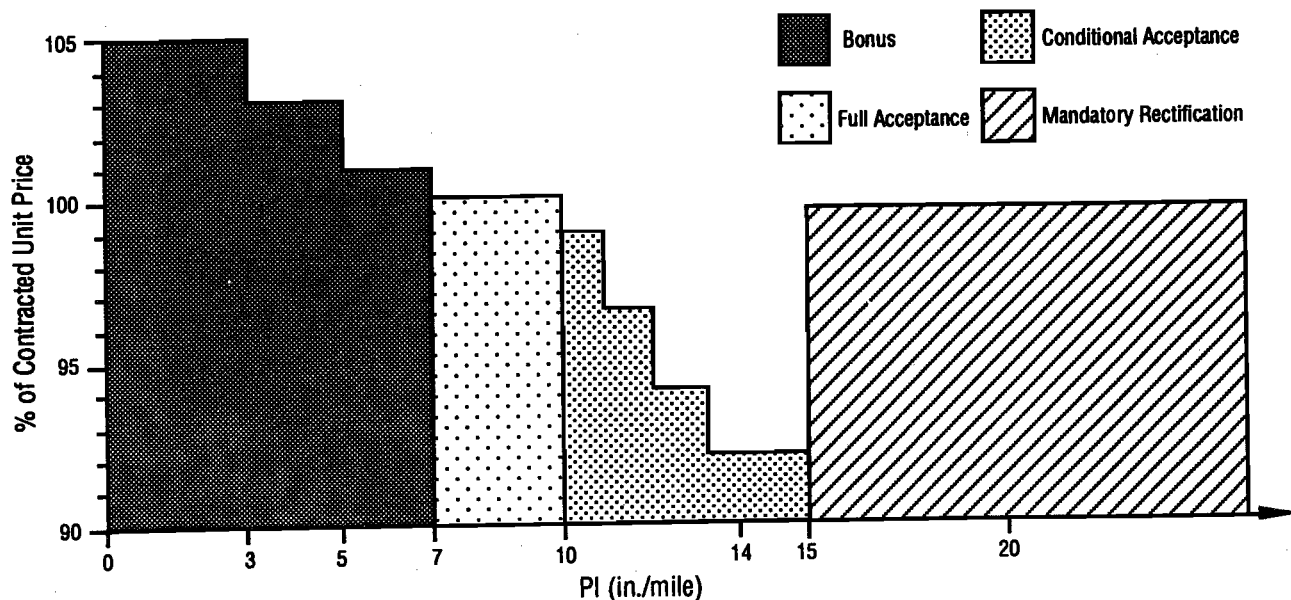 Bonus
Conditional Acceptance
Full Acceptance
Mandatory Rectification
% of Contracted Unit Price
105
100
95
90
0
3
5
7
10
14
15
20
PI (in./mile)